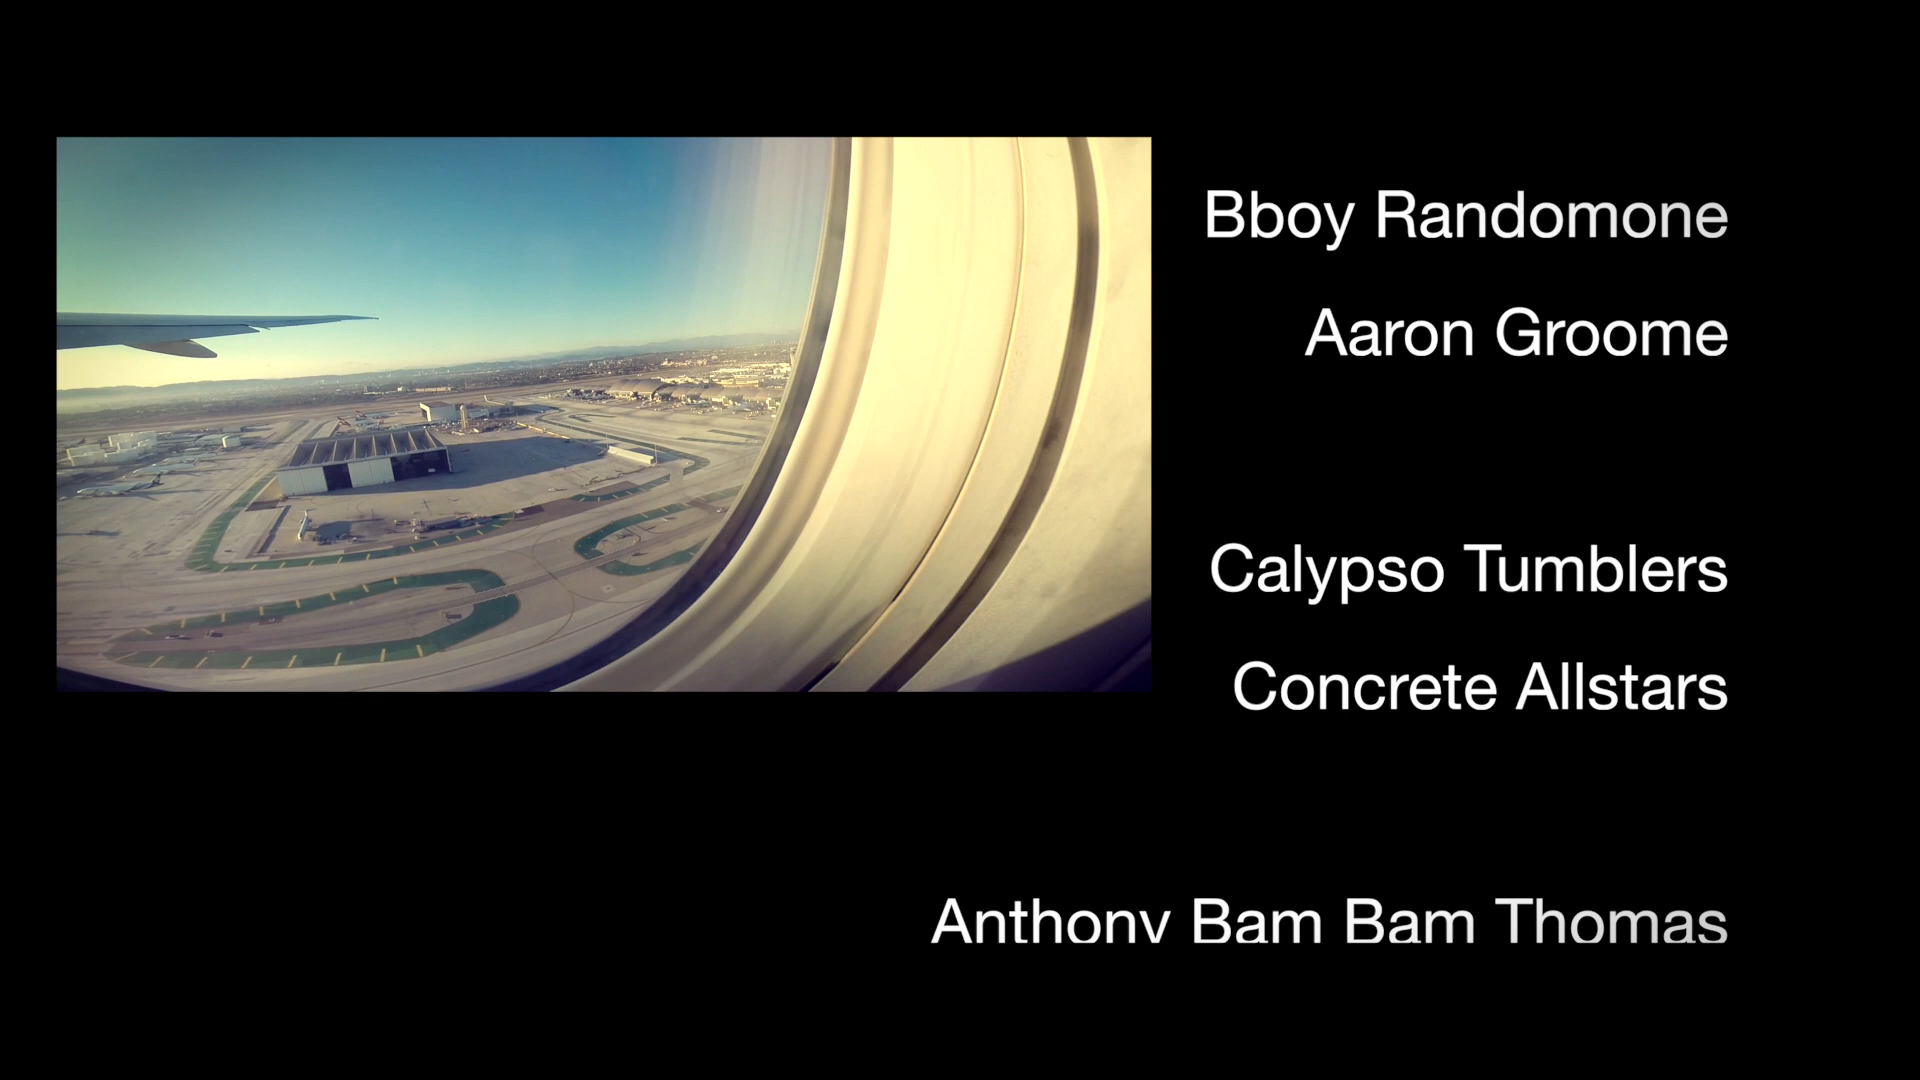 Bboy Randomone
Aaron Groome
Calypso Tumblers
Concrete Allstars
Anthony Bam Bam Thomas